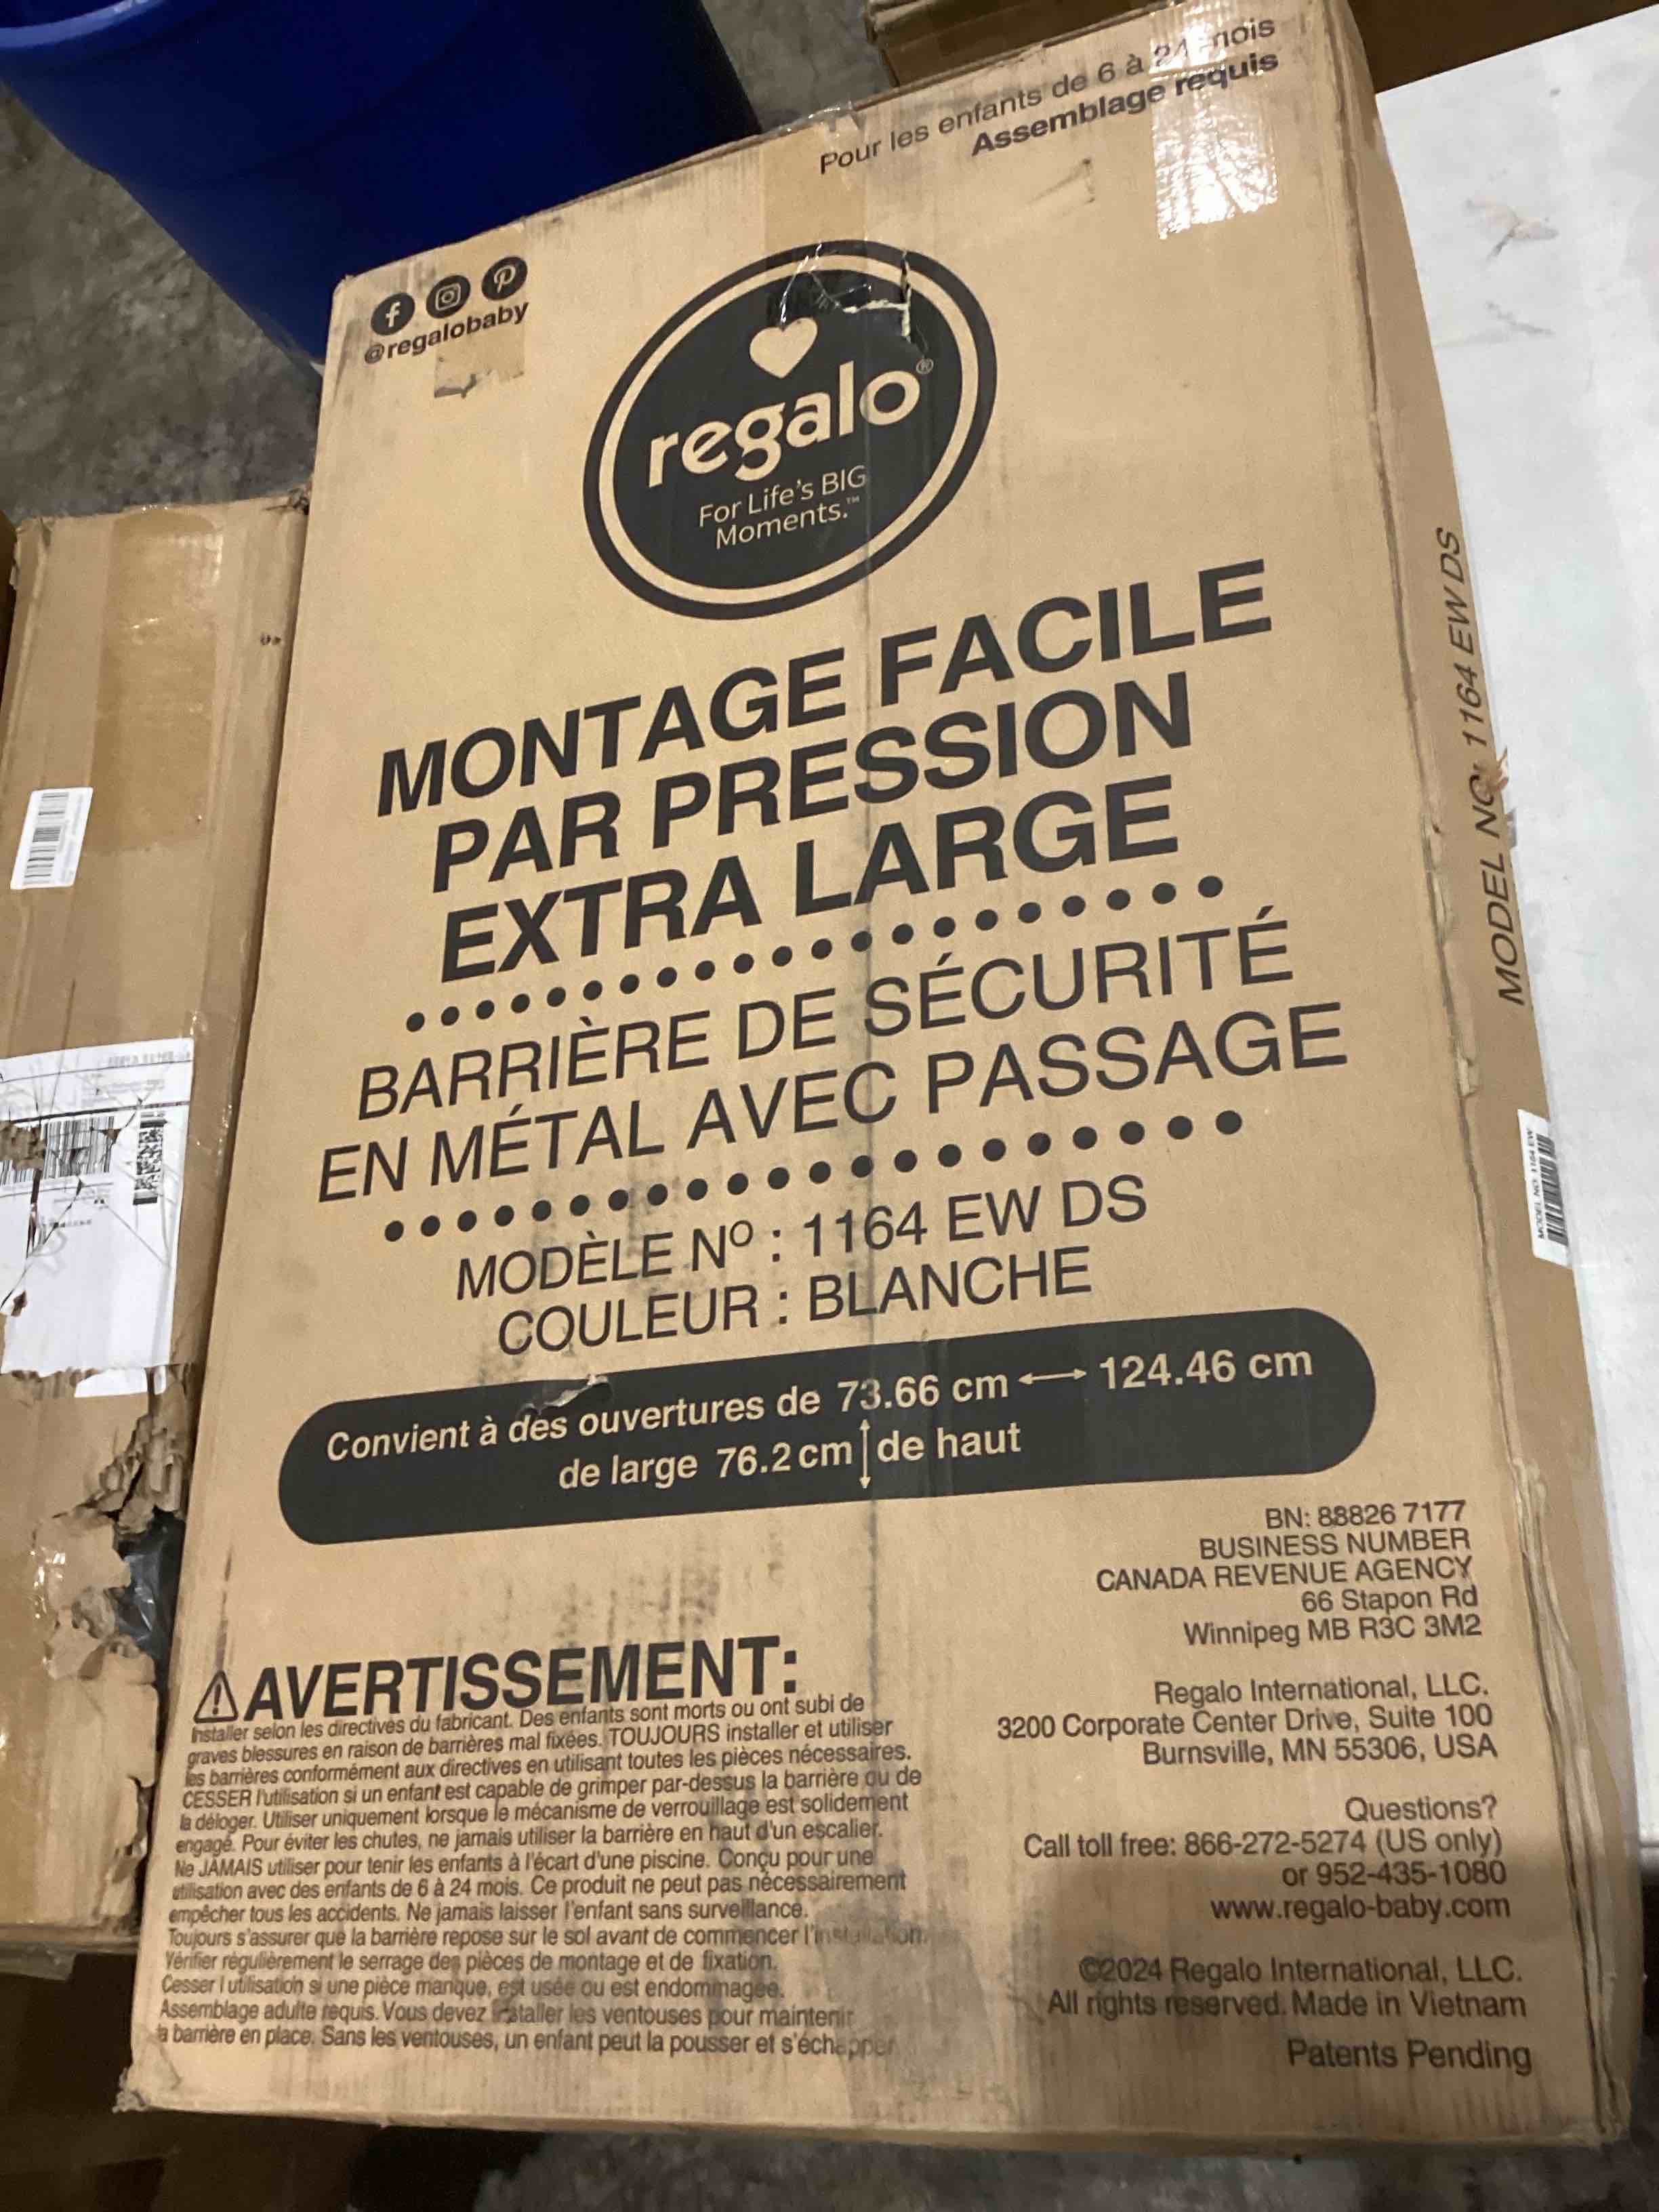 Pour les enfants de 6 à 24 mois
Assemblage requis
@regalobaby
regalo®
For Life's BIG
Moments.™
MONTAGE FACILE
PAR PRESSION
EXTRA LARGE
BARRIÈRE DE SÉCURITÉ
EN MÉTAL AVEC PASSAGE
MODÈLE Nº : 1164 EW DS
COULEUR : BLANCHE
Convient à des ouvertures de 73.66 cm ⟷ 124.46 cm
de large 76.2 cm ↕ de haut
BN: 88826 7177
BUSINESS NUMBER
CANADA REVENUE AGENCY
66 Stapon Rd
Winnipeg MB R3C 3M2
Regalo International, LLC.
3200 Corporate Center Drive, Suite 100
Burnsville, MN 55306, USA
Questions?
Call toll free: 866-272-5274 (US only)
or 952-435-1080
www.regalo-baby.com
©2024 Regalo International, LLC.
All rights reserved. Made in Vietnam
Patents Pending
⚠AVERTISSEMENT:
Installer selon les directives du fabricant. Des enfants sont morts ou ont subi de
graves blessures en raison de barrières mal fixées. TOUJOURS installer et utiliser
les barrières conformément aux directives en utilisant toutes les pièces nécessaires.
CESSER l'utilisation si un enfant est capable de grimper par-dessus la barrière ou de
la déloger. Utiliser uniquement lorsque le mécanisme de verrouillage est solidement
engagé. Pour éviter les chutes, ne jamais utiliser la barrière en haut d'un escalier.
Ne JAMAIS utiliser pour tenir les enfants à l'écart d'une piscine. Conçu pour une
utilisation avec des enfants de 6 à 24 mois. Ce produit ne peut pas nécessairement
empêcher tous les accidents. Ne jamais laisser l'enfant sans surveillance.
Toujours s'assurer que la barrière repose sur le sol avant de commencer l'installation.
Vérifier régulièrement le serrage des pièces de montage et de fixation.
Cesser l'utilisation si une pièce manque, est usée ou est endommagée.
Assemblage adulte requis. Vous devez installer les ventouses pour maintenir
la barrière en place. Sans les ventouses, un enfant peut la pousser et s'échapper
MODEL NO: 1164 EW DS
MODEL NO: 1164 EW